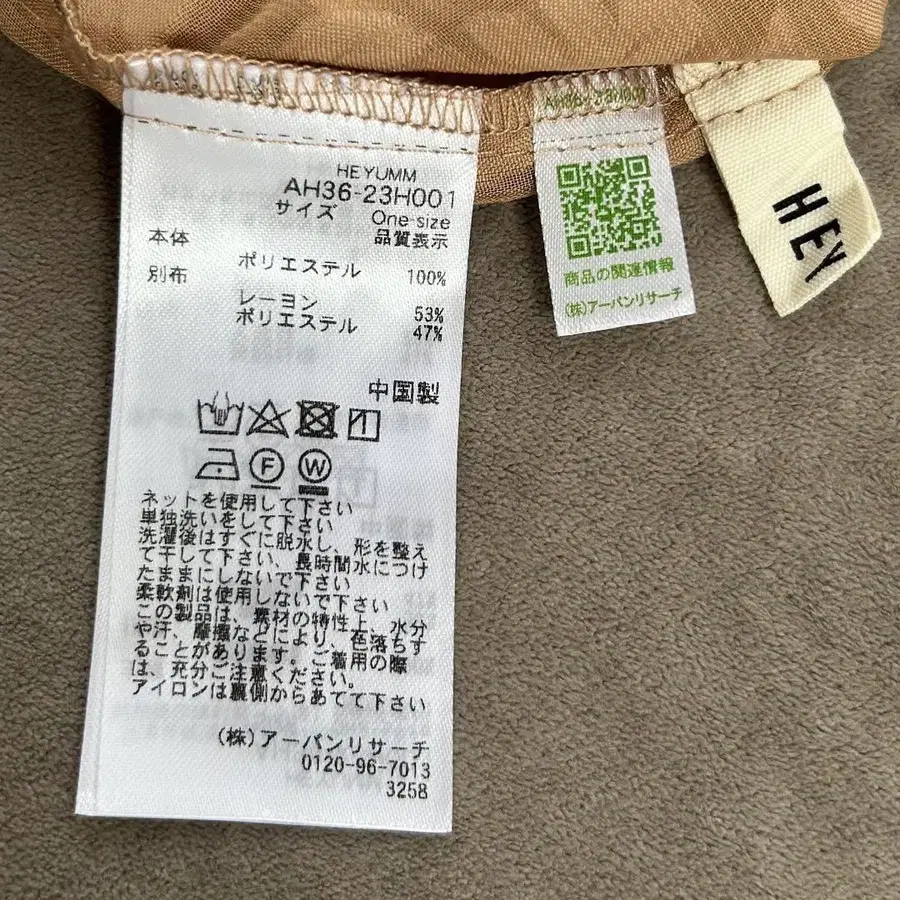 HEYUMM
AH36-23H001
サイズ One-size
品質表示
本体 ポリエステル 100%
別布 レーヨン 53%
ポリエステル 47%
中国製
F W
ネットを使用して下さい
単独洗いをして下さい
洗濯後はすぐに脱水し、形を整え
て干して下さい、長時間水につけ
たままにしないで下さい
柔軟剤は使用しないで下さい
この製品は、素材の特性上、水分
や汗、摩擦などにより、色落ちす
ることがあります。ご着用の際
は、充分ご注意ください。
アイロンは裏側からあてて下さい
(株)アーバンリサーチ
0120-96-7013
3258
AH36-23H001
商品の関連情報
(株)アーバンリサーチ
HEY